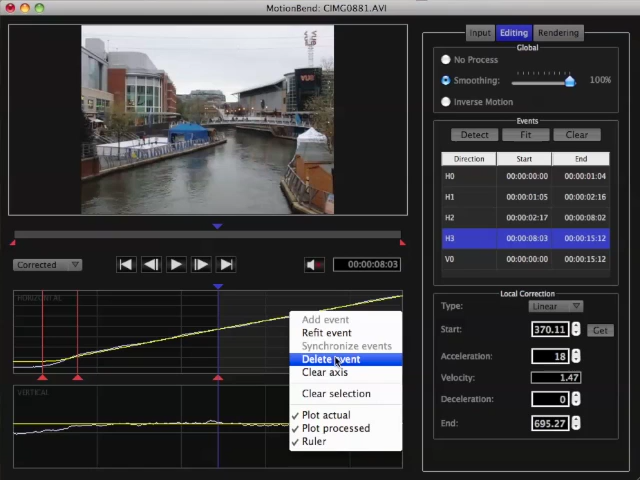 MotionBend: CIMG0881.AVI
VUE
Corrected
00:00:08:03
HORIZONTAL
VERTICAL
Add event
Refit event
Synchronize events
Delete event
Clear axis
Clear selection
✓ Plot actual
✓ Plot processed
✓ Ruler
Input Editing Rendering
Global
No Process
Smoothing: 100%
Inverse Motion
Events
Detect Fit Clear
Direction Start End
H0 00:00:00:00 00:00:01:04
H1 00:00:01:05 00:00:02:16
H2 00:00:02:17 00:00:08:02
H3 00:00:08:03 00:00:15:12
V0 00:00:00:00 00:00:15:12
Local Correction
Type: Linear
Start: 370.11 Get
Acceleration: 18
Velocity: 1.47
Deceleration: 0
End: 695.27